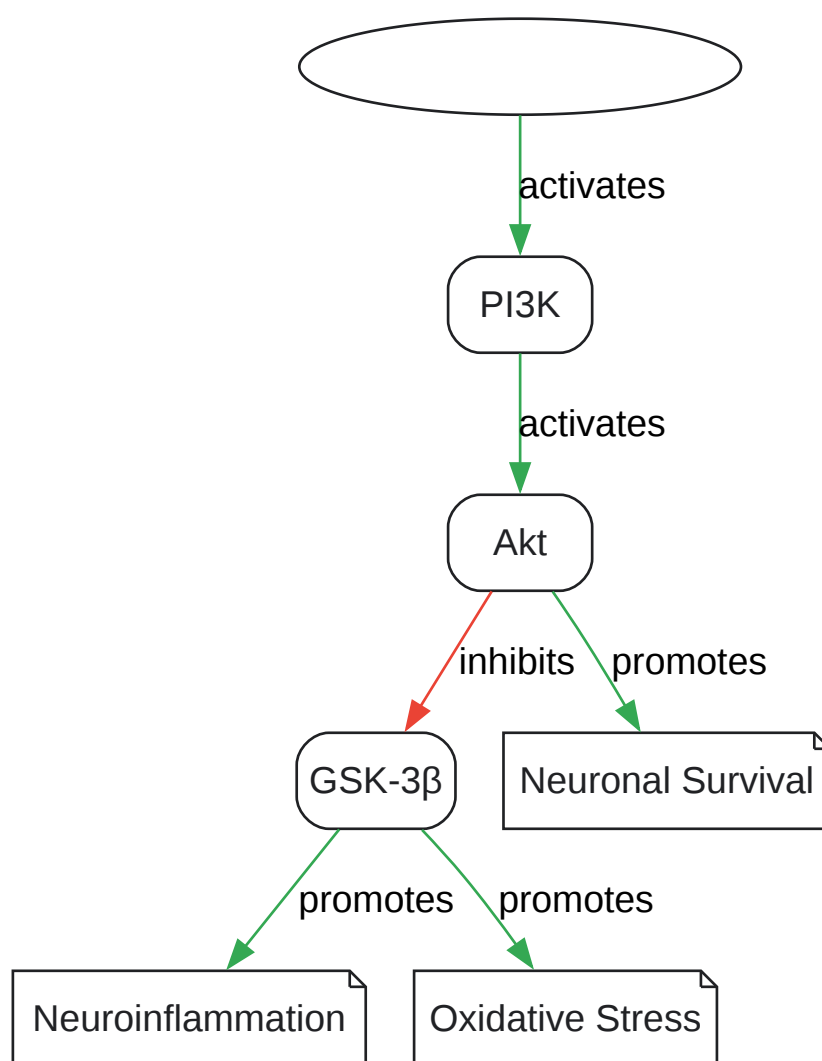 activates
PI3K
activates
Akt
inhibits
promotes
GSK-3β
Neuronal Survival
promotes
promotes
Neuroinflammation
Oxidative Stress